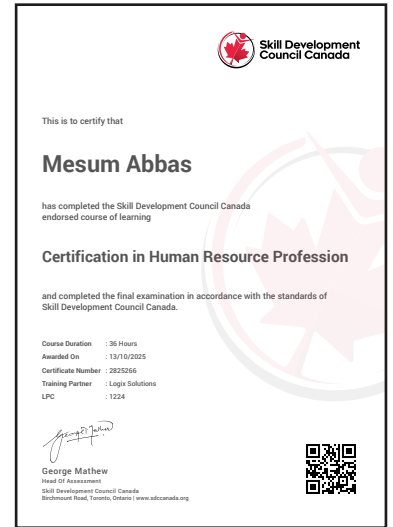 Skill Development
Council Canada
This is to certify that
Mesum Abbas
has completed the Skill Development Council Canada
endorsed course of learning
Certification in Human Resource Profession
and completed the final examination in accordance with the standards of
Skill Development Council Canada.
Course Duration : 36 Hours
Awarded On : 13/10/2025
Certificate Number : 2825266
Training Partner : Logix Solutions
LPC : 1224
George Mathew
Head Of Assessment
Skill Development Council Canada
Birchmount Road, Toronto, Ontario | www.sdccanada.org